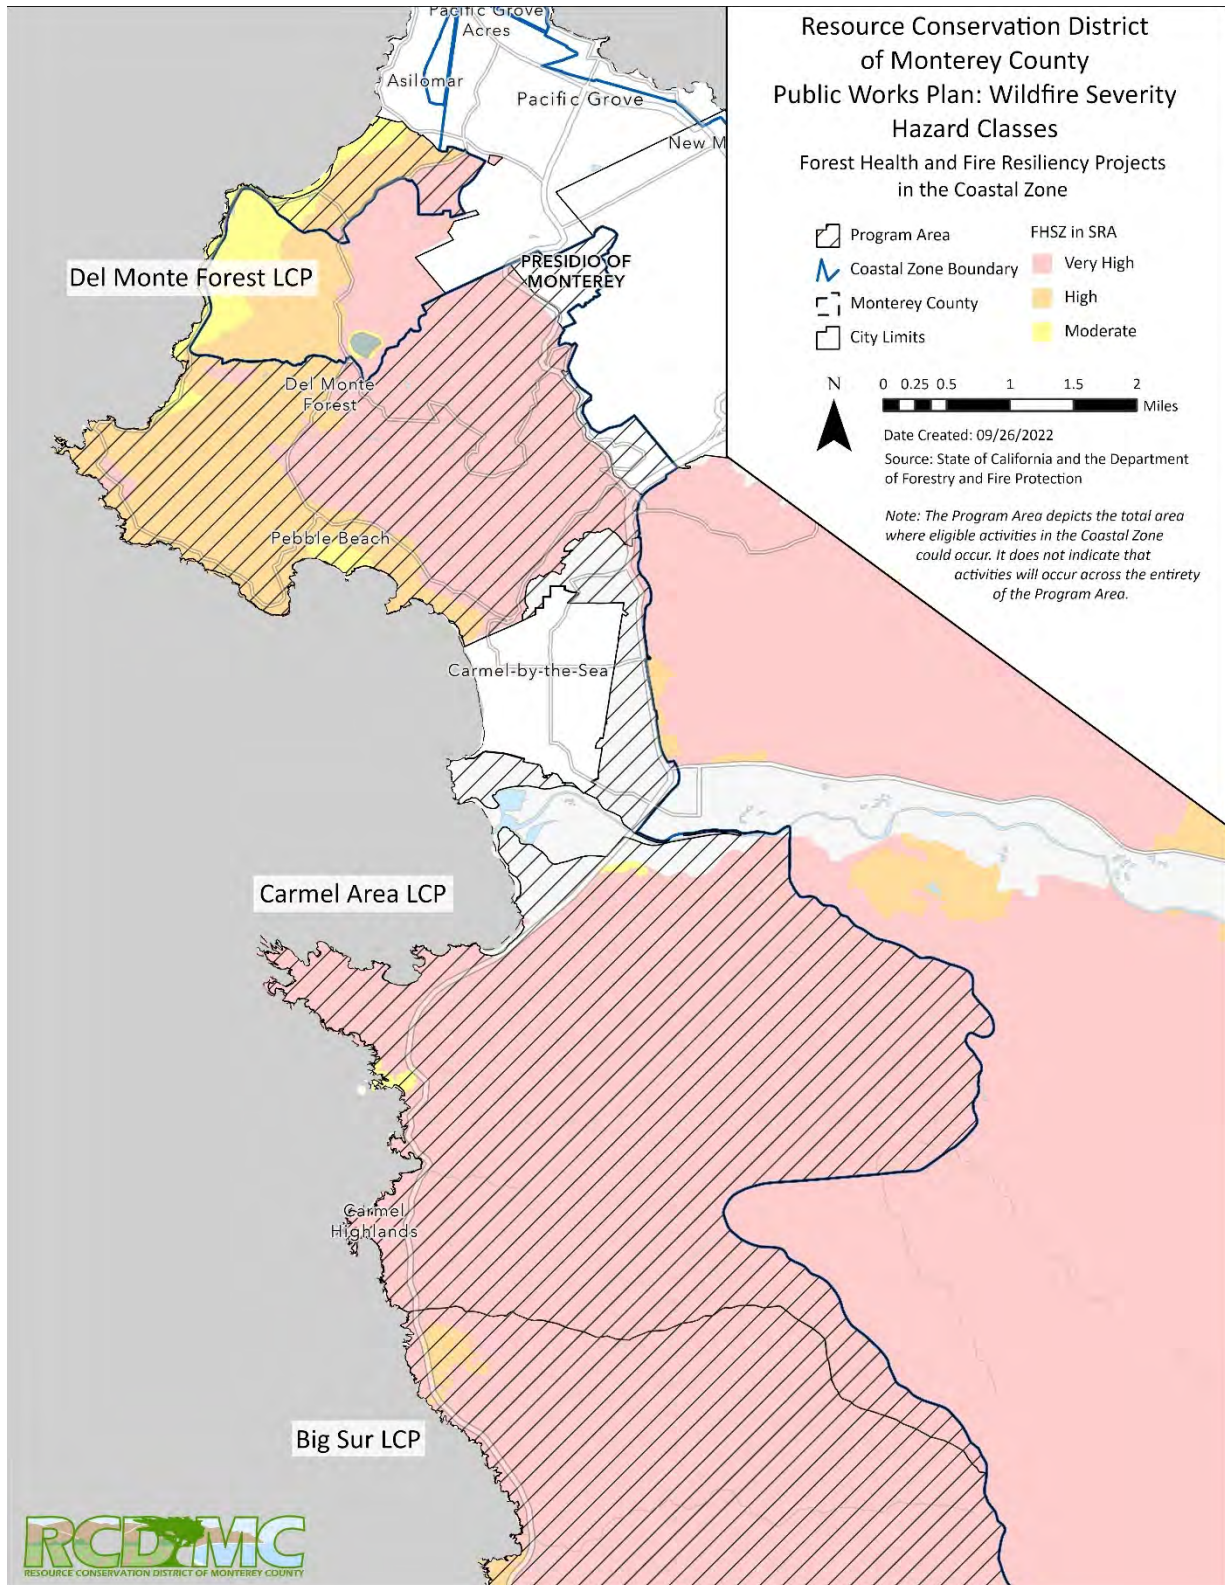 Resource Conservation District
of Monterey County
Public Works Plan: Wildfire Severity
Hazard Classes
Forest Health and Fire Resiliency Projects
in the Coastal Zone
Program Area
Coastal Zone Boundary
Monterey County
City Limits
FHSZ in SRA
Very High
High
Moderate
N
0 0.25 0.5 1 1.5 2
Miles
Date Created: 09/26/2022
Source: State of California and the Department
of Forestry and Fire Protection
Note: The Program Area depicts the total area
where eligible activities in the Coastal Zone
could occur. It does not indicate that
activities will occur across the entirety
of the Program Area.
Pacific Grove
Acres
Asilomar
Pacific Grove
New M
PRESIDIO OF
MONTEREY
Del Monte Forest LCP
Del Monte
Forest
Pebble Beach
Carmel-by-the-Sea
Carmel Area LCP
Carmel
Highlands
Big Sur LCP
RCDMC
RESOURCE CONSERVATION DISTRICT OF MONTEREY COUNTY